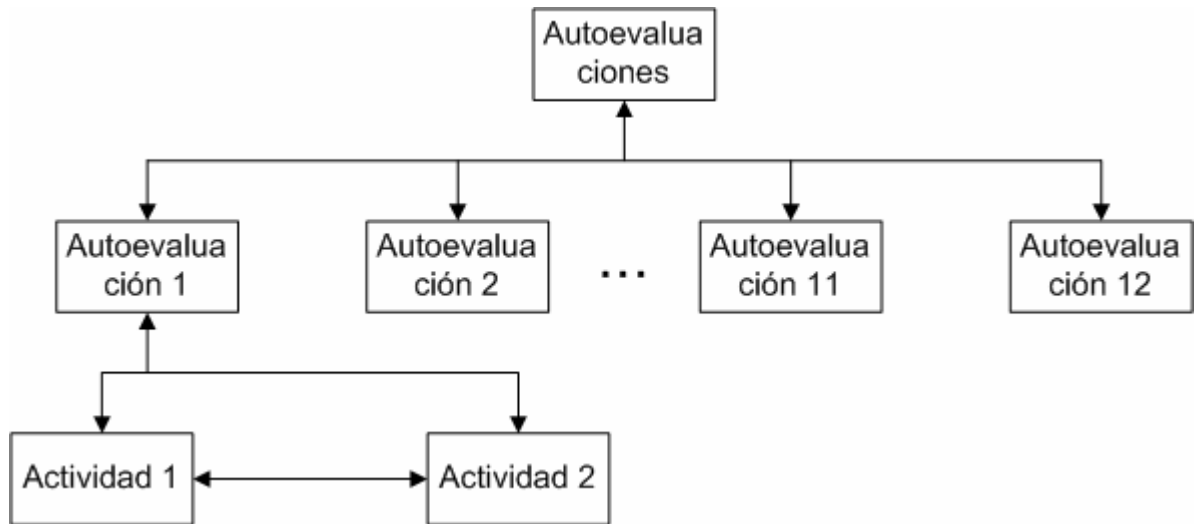 Autoevalua
ciones
Autoevalua
ción 1
Autoevalua
ción 2
...
Autoevalua
ción 11
Autoevalua
ción 12
Actividad 1
Actividad 2